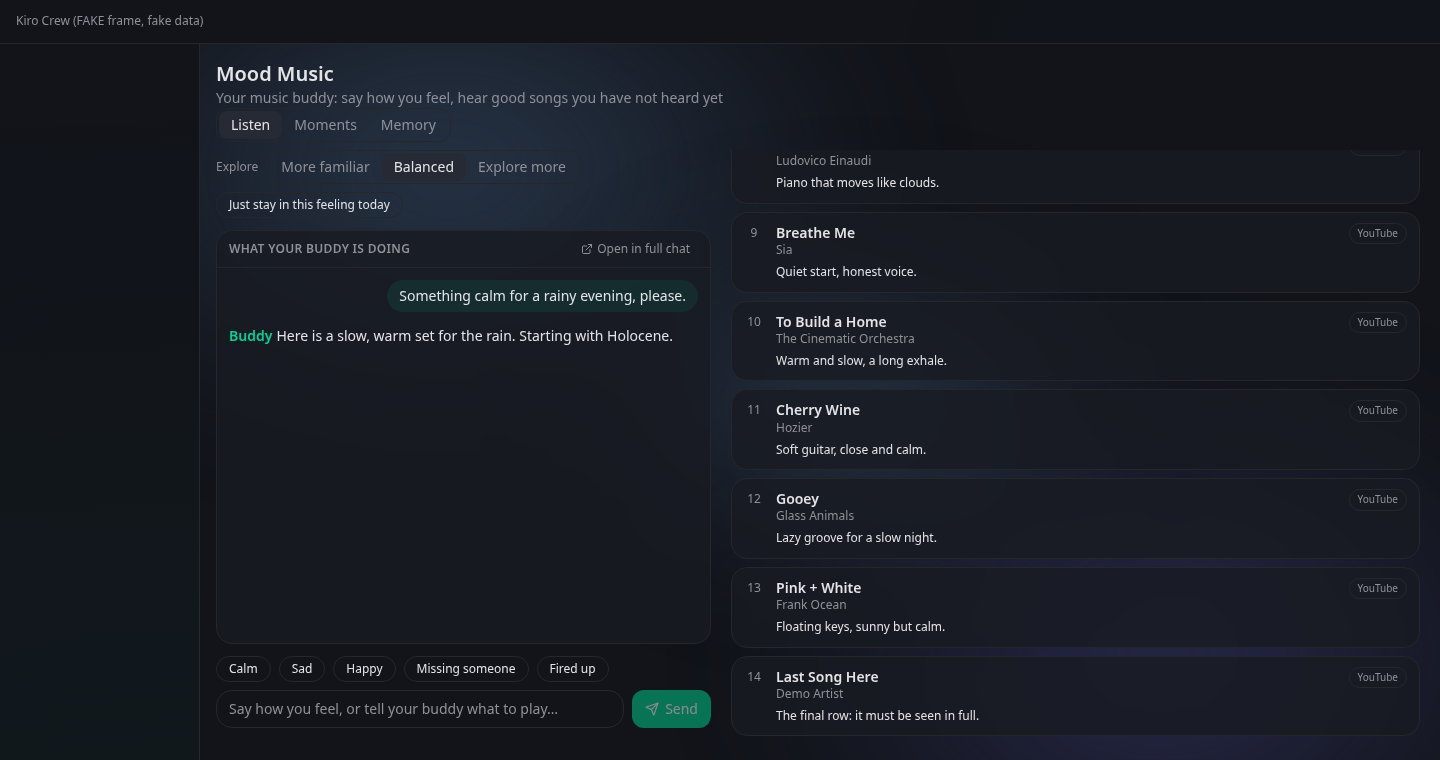 Kiro Crew (FAKE frame, fake data)
Mood Music
Your music buddy: say how you feel, hear good songs you have not heard yet
Listen Moments Memory
Explore More familiar Balanced Explore more
Just stay in this feeling today
WHAT YOUR BUDDY IS DOING Open in full chat
Something calm for a rainy evening, please.
Buddy Here is a slow, warm set for the rain. Starting with Holocene.
Calm Sad Happy Missing someone Fired up
Say how you feel, or tell your buddy what to play... Send
Ludovico Einaudi
Piano that moves like clouds.
9 Breathe Me YouTube
Sia
Quiet start, honest voice.
10 To Build a Home YouTube
The Cinematic Orchestra
Warm and slow, a long exhale.
11 Cherry Wine YouTube
Hozier
Soft guitar, close and calm.
12 Gooey YouTube
Glass Animals
Lazy groove for a slow night.
13 Pink + White YouTube
Frank Ocean
Floating keys, sunny but calm.
14 Last Song Here YouTube
Demo Artist
The final row: it must be seen in full.